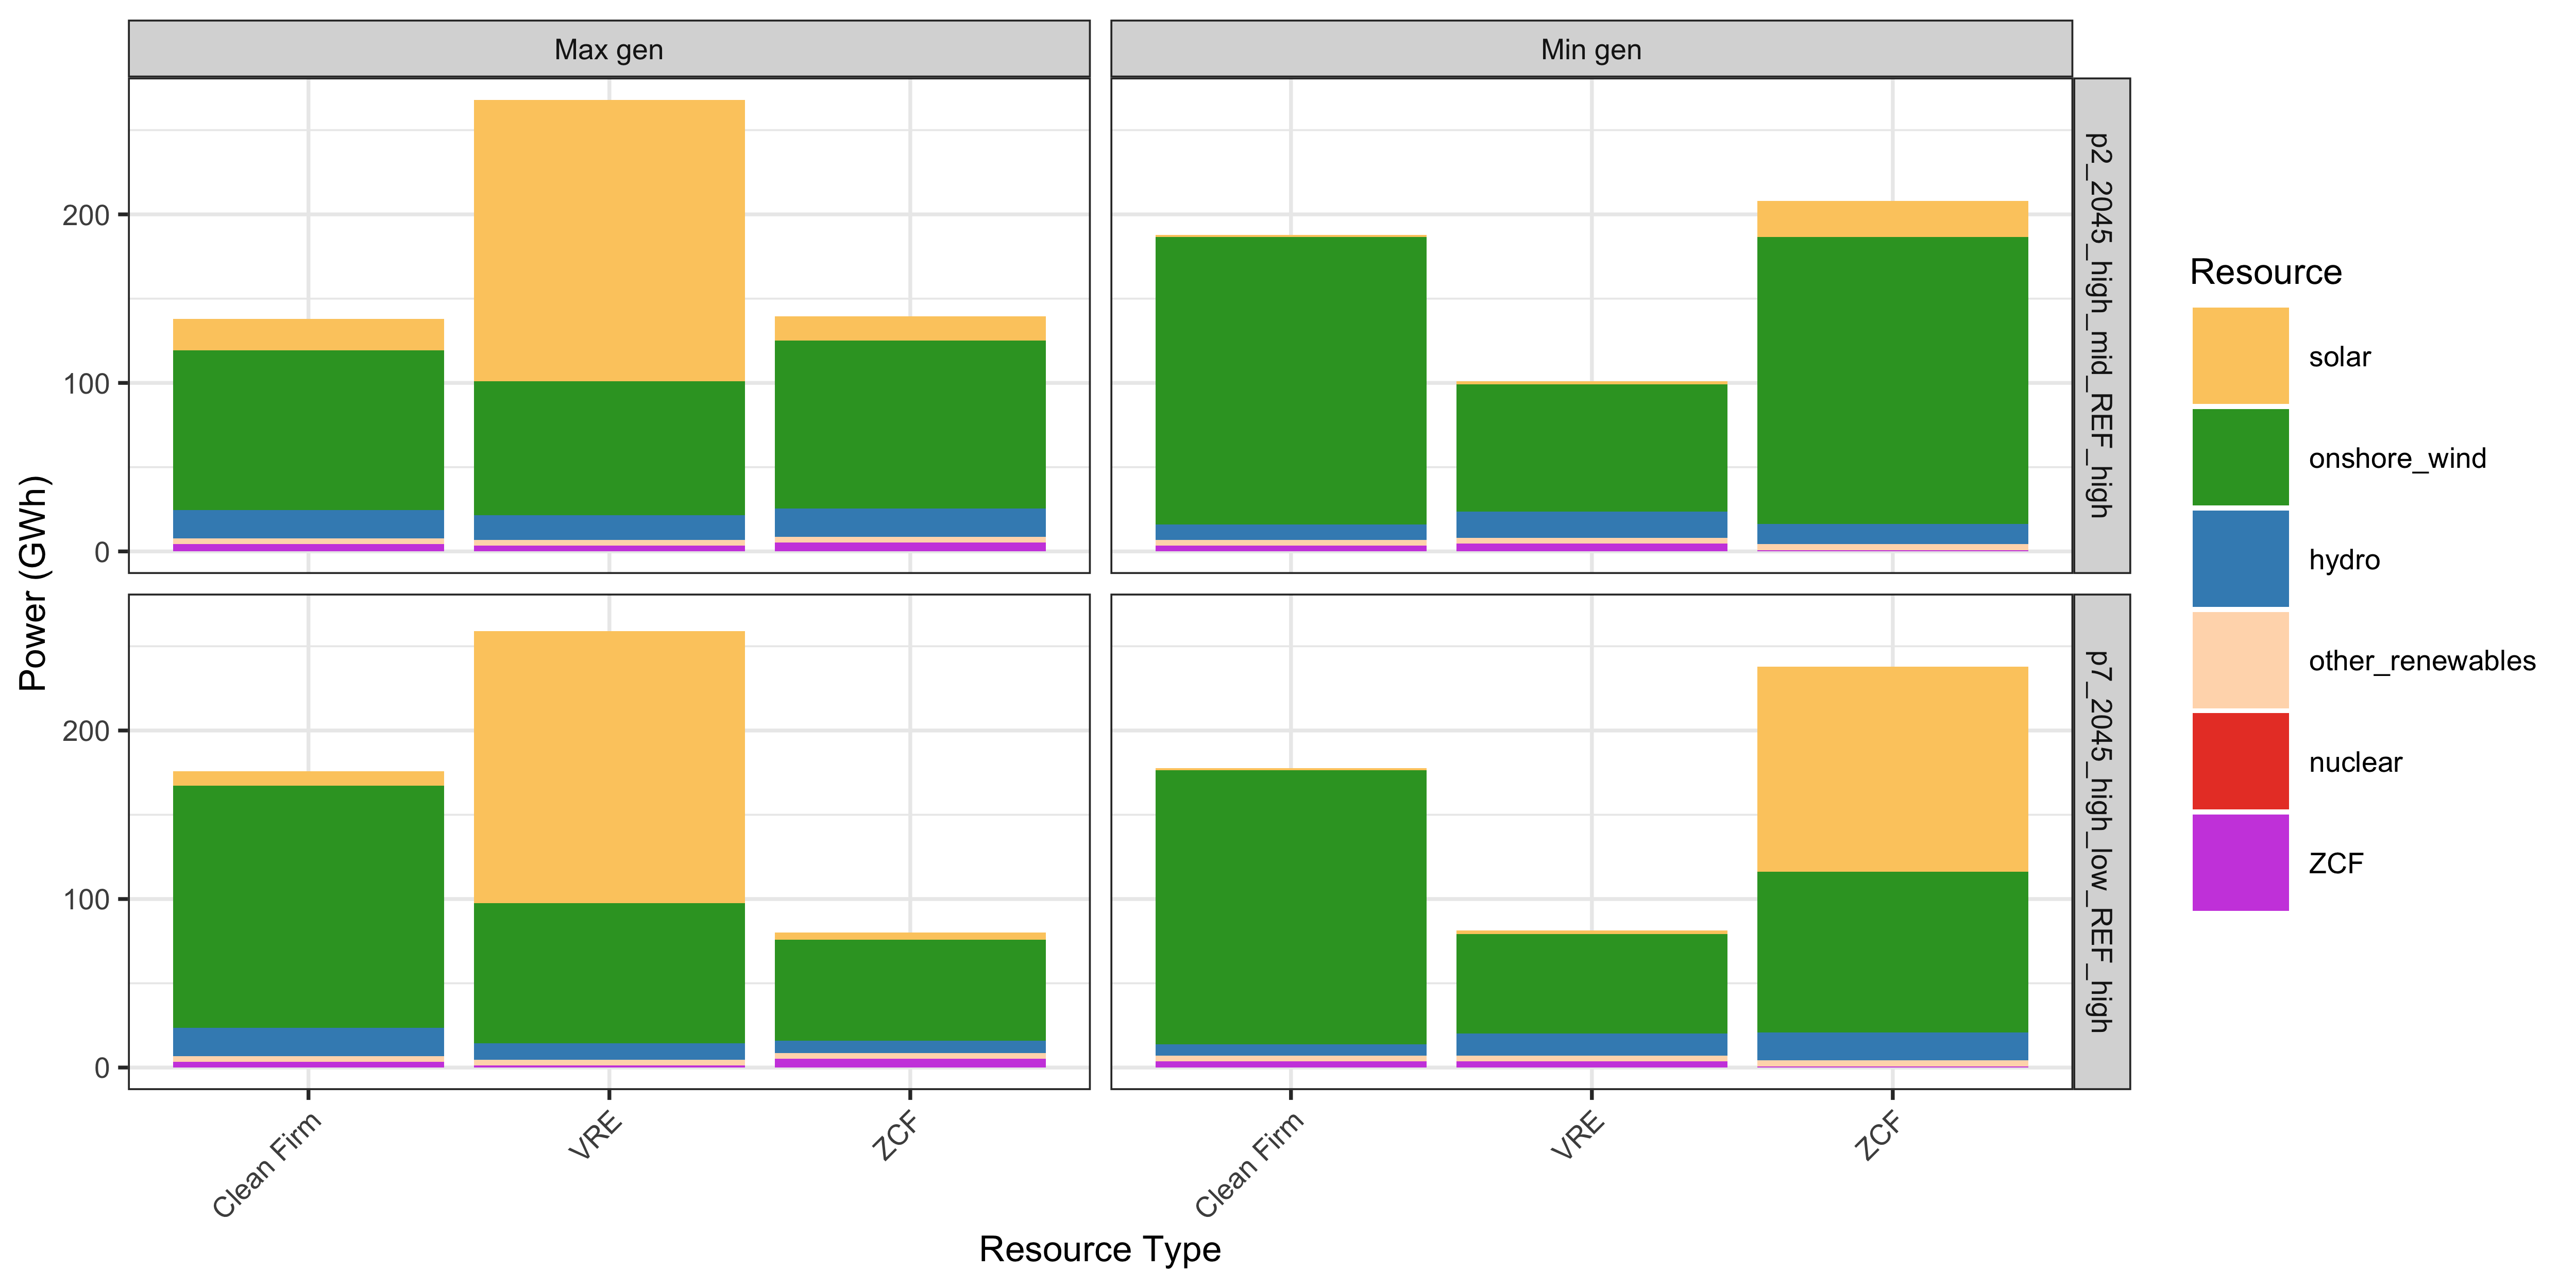 Max gen
Min gen
Power (GWh)
200
100
0
p2_2045_high_mid_REF_high
200
100
0
p7_2045_high_low_REF_high
Clean Firm
VRE
ZCF
Clean Firm
VRE
ZCF
Resource Type
Resource
solar
onshore_wind
hydro
other_renewables
nuclear
ZCF